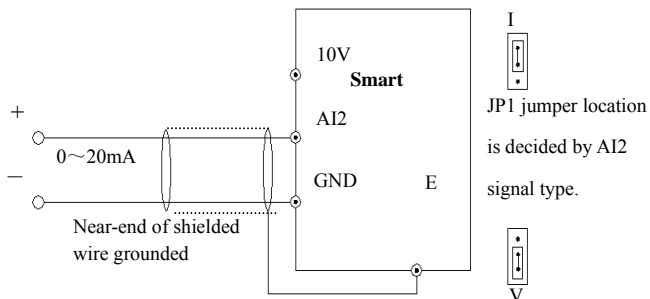 I
10V
Smart
JP1 jumper location
+
AI2
is decided by AI2
0～20mA
－
GND
E
signal type.
Near-end of shielded
wire grounded
V